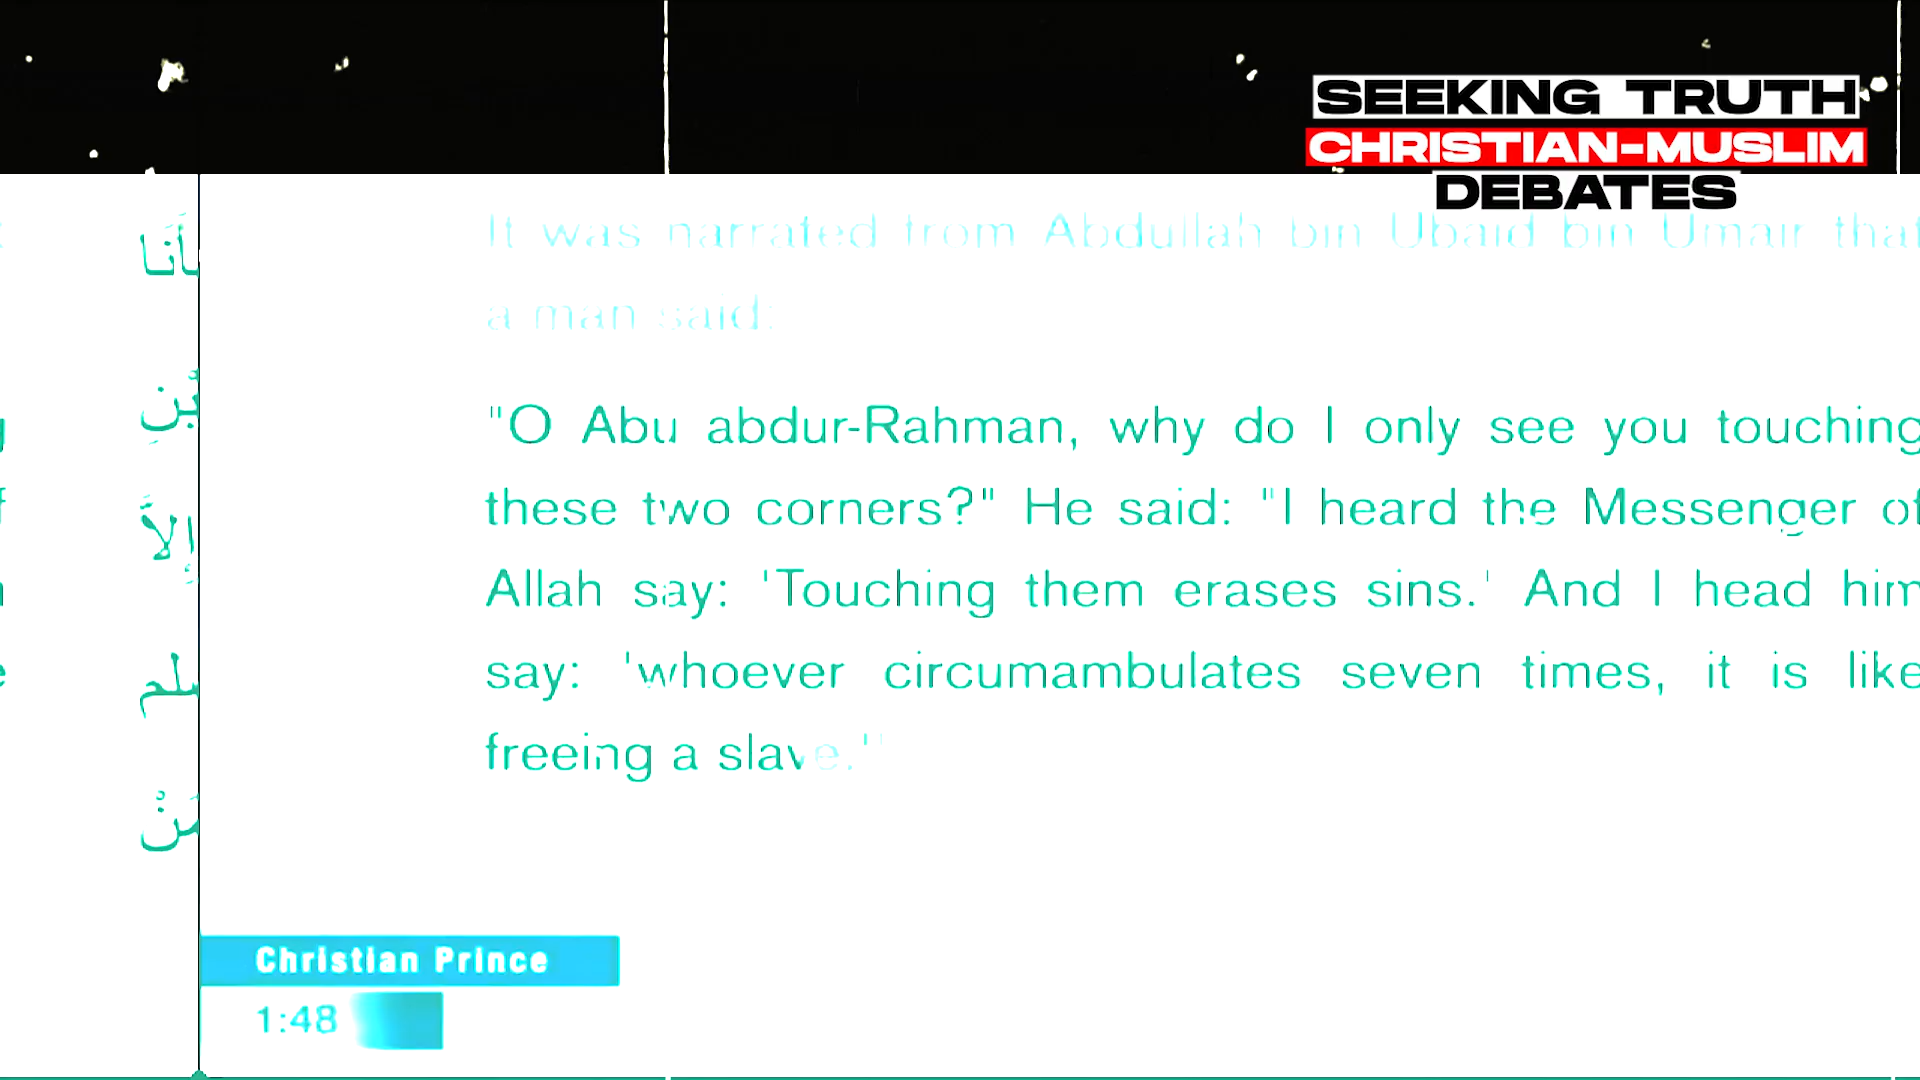 SEEKING TRUTH
CHRISTIAN-MUSLIM
DEBATES
It was narrated from Abdullah bin Ubaid bin Umair that
a man said:
"O Abu abdur-Rahman, why do I only see you touching
these two corners?" He said: "I heard the Messenger of
Allah say: 'Touching them erases sins.' And I head him
say: 'whoever circumambulates seven times, it is like
freeing a slave.'"
إلاَّ
Christian Prince
1:48